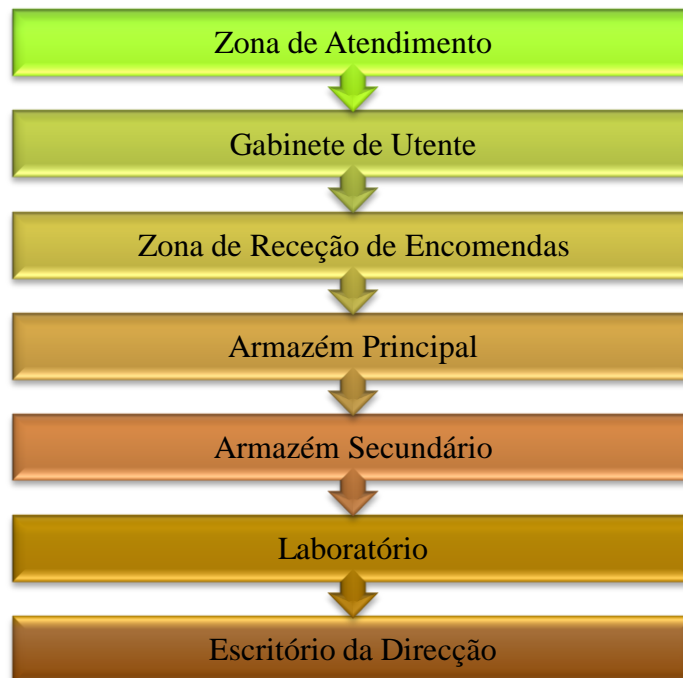 Zona de Atendimento
Gabinete de Utente
Zona de Receção de Encomendas
Armazém Principal
Armazém Secundário
Laboratório
Escritório da Direcção